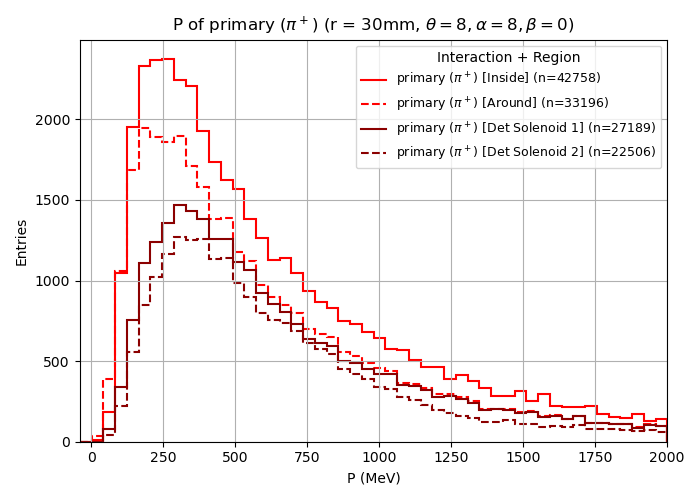 P of primary (π⁺) (r = 30mm, θ = 8, α = 8, β = 0)
Interaction + Region
primary (π⁺) [Inside] (n=42758)
primary (π⁺) [Around] (n=33196)
primary (π⁺) [Det Solenoid 1] (n=27189)
primary (π⁺) [Det Solenoid 2] (n=22506)
Entries
2000
1500
1000
500
0
0 250 500 750 1000 1250 1500 1750 2000
P (MeV)